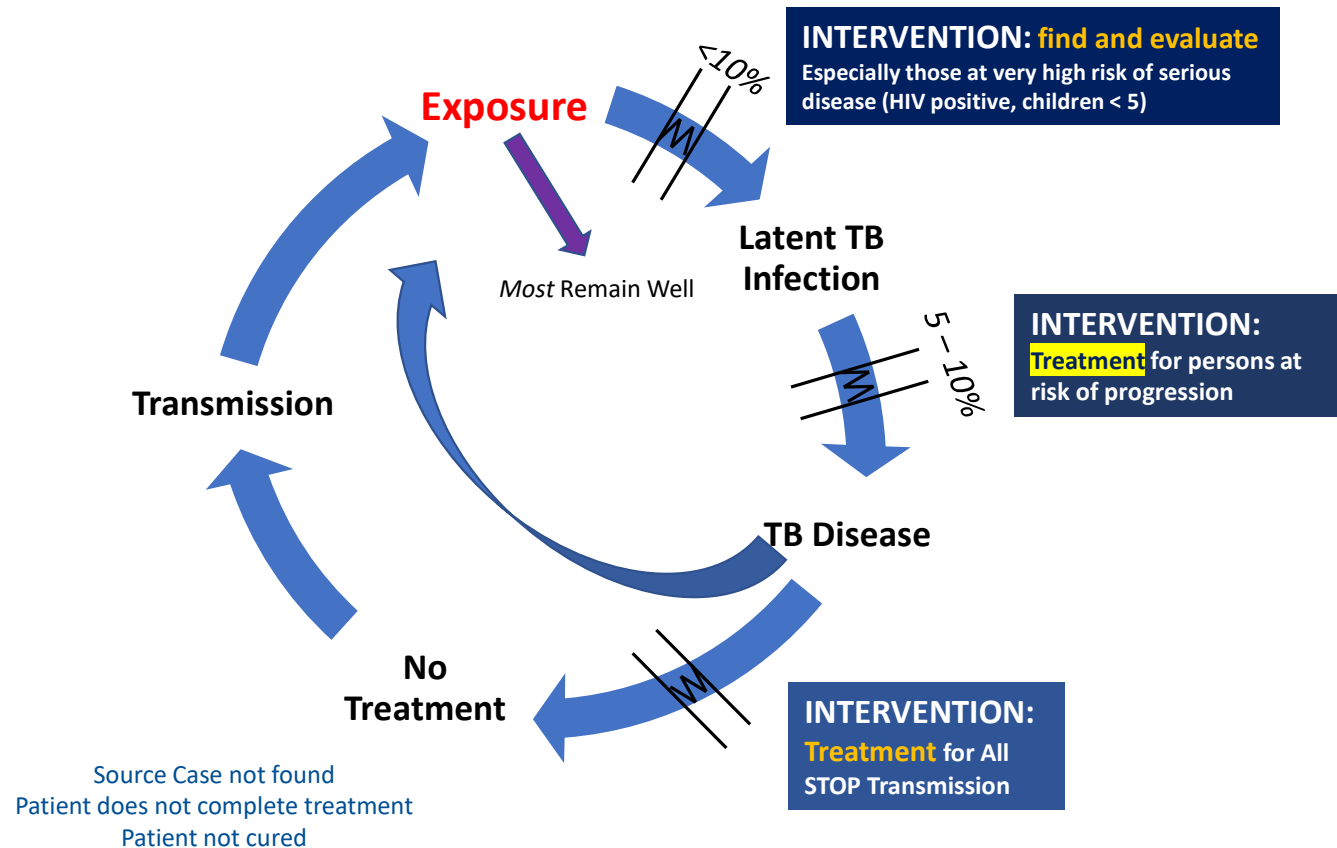 <10%
INTERVENTION: find and evaluate
Especially those at very high risk of serious
disease (HIV positive, children < 5)
Exposure
Latent TB
Infection
Most Remain Well
5 – 10%
INTERVENTION:
Treatment for persons at
risk of progression
Transmission
TB Disease
No
Treatment
INTERVENTION:
Treatment for All
STOP Transmission
Source Case not found
Patient does not complete treatment
Patient not cured